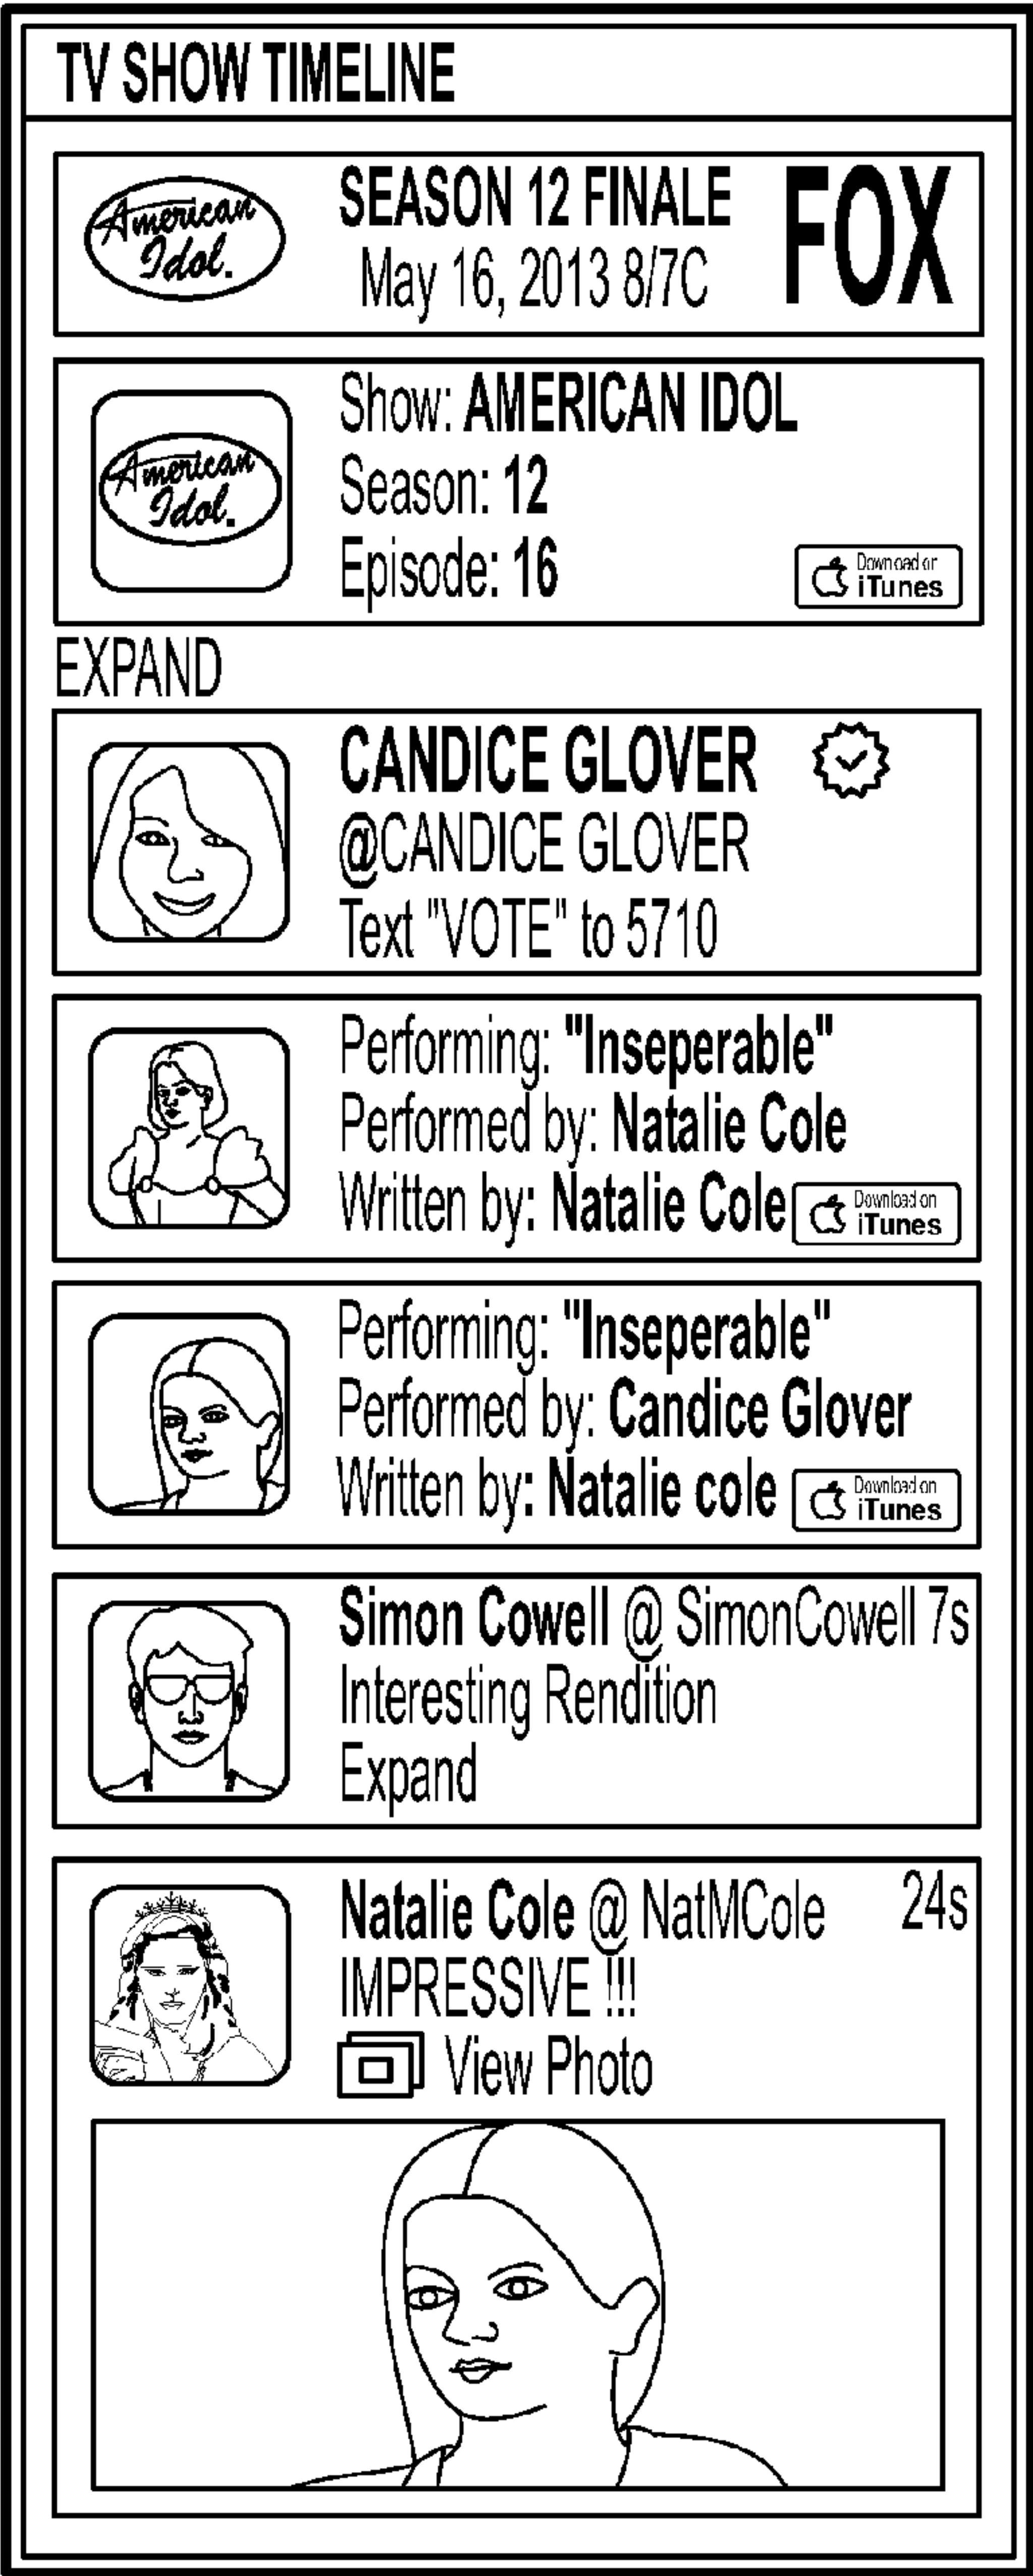 TV SHOW TIMELINE
American Idol.
SEASON 12 FINALE
May 16, 2013 8/7C
FOX
American Idol.
Show: AMERICAN IDOL
Season: 12
Episode: 16
Download on
iTunes
EXPAND
CANDICE GLOVER
@CANDICE GLOVER
Text "VOTE" to 5710
Performing: "Inseperable"
Performed by: Natalie Cole
Written by: Natalie Cole
Download on
iTunes
Performing: "Inseperable"
Performed by: Candice Glover
Written by: Natalie cole
Download on
iTunes
Simon Cowell @ SimonCowell 7s
Interesting Rendition
Expand
Natalie Cole @ NatMCole 24s
IMPRESSIVE !!!
View Photo